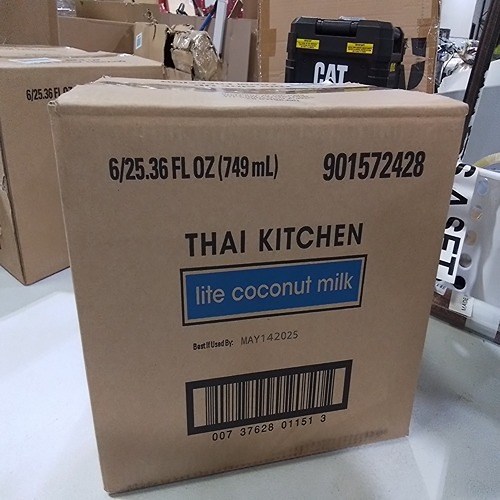 6/25.36 FL OZ
CAT
6/25.36 FL OZ (749 mL)
901572428
THAI KITCHEN
lite coconut milk
Best If Used By: MAY142025
007 37628 01151 3